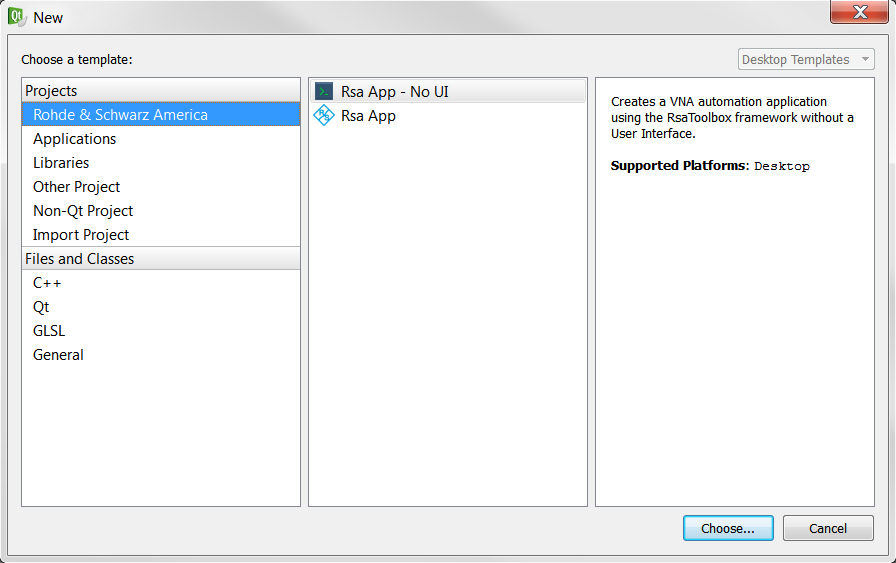 New
Choose a template:
Desktop Templates
Projects
Rohde & Schwarz America
Applications
Libraries
Other Project
Non-Qt Project
Import Project
Files and Classes
C++
Qt
GLSL
General
Rsa App - No UI
Rsa App
Creates a VNA automation application
using the RsaToolbox framework without a
User Interface.
Supported Platforms: Desktop
Choose...
Cancel